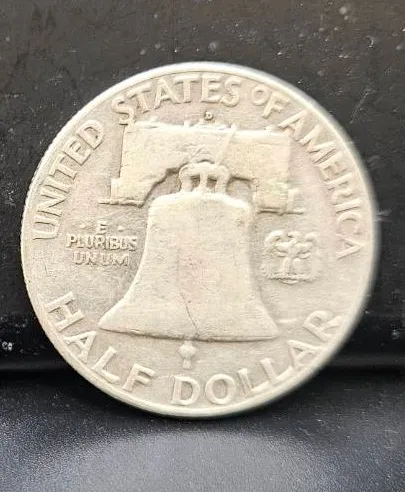 UNITED STATES OF AMERICA
D
E ·
PLURIBUS
UNUM
HALF DOLLAR